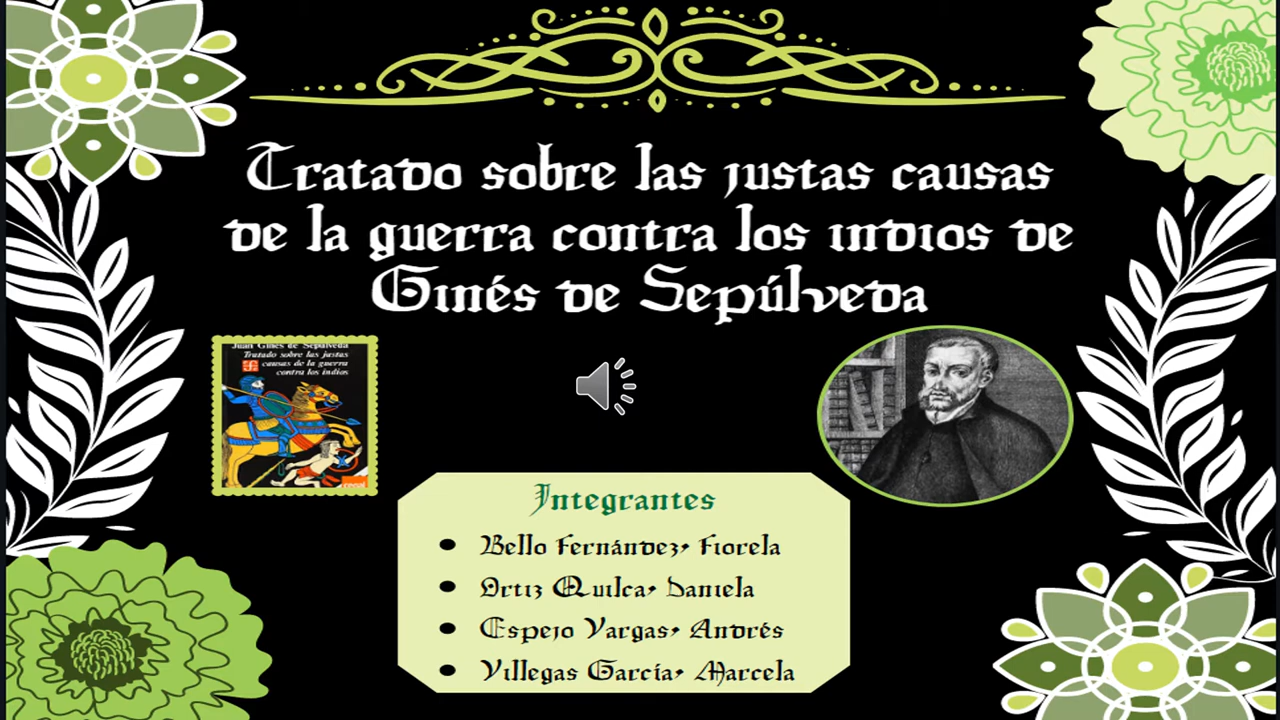 Tratado sobre las justas causas
de la guerra contra los indios de
Ginés de Sepúlveda
Juan Ginés de Sepúlveda
Tratado sobre las justas
causas de la guerra
contra los indios
Integrantes
• Bello Fernández, Fiorela
• Ortiz Quilca, Daniela
• Espejo Vargas, Andrés
• Villegas García, Marcela